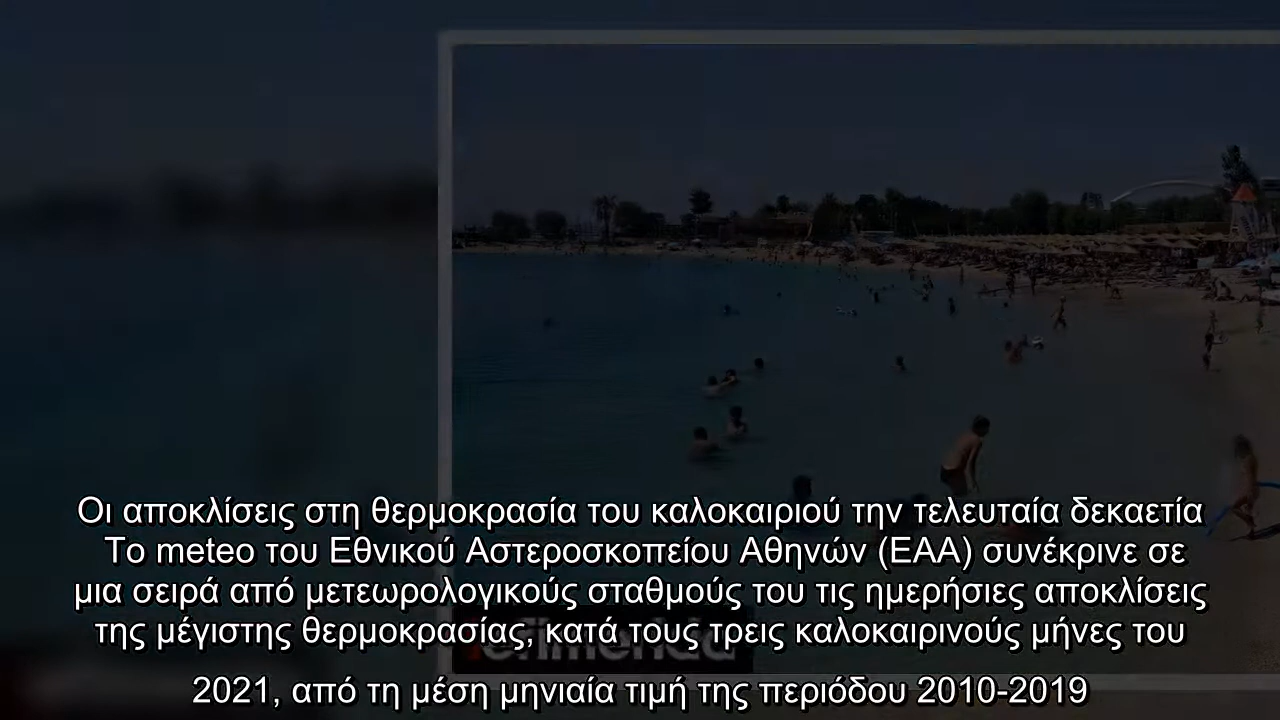 Οι αποκλίσεις στη θερμοκρασία του καλοκαιριού την τελευταία δεκαετία
Το meteo του Εθνικού Αστεροσκοπείου Αθηνών (ΕΑΑ) συνέκρινε σε
μια σειρά από μετεωρολογικούς σταθμούς του τις ημερήσιες αποκλίσεις
της μέγιστης θερμοκρασίας, κατά τους τρεις καλοκαιρινούς μήνες του
2021, από τη μέση μηνιαία τιμή της περιόδου 2010-2019